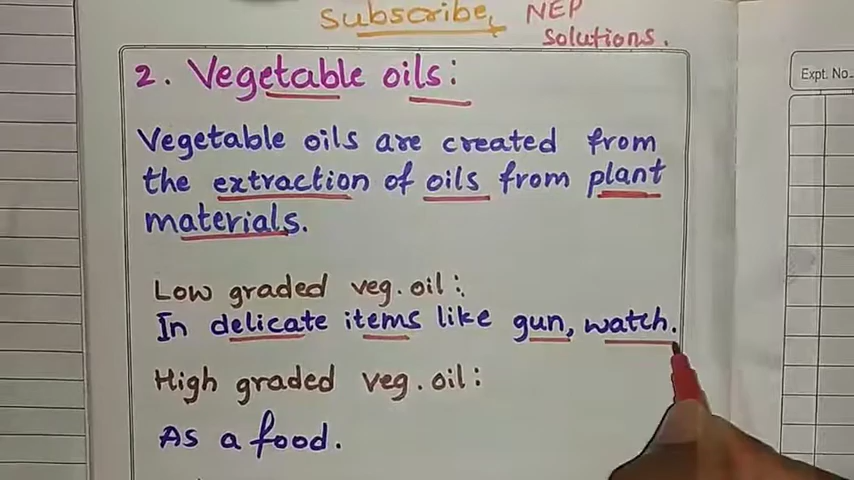 Subscribe, NEP
Solutions.
2. Vegetable oils:
Vegetable oils are created from
the extraction of oils from plant
materials.
Low graded veg. oil:
In delicate items like gun, watch.
High graded veg. oil:
As a food.
Expt. No.